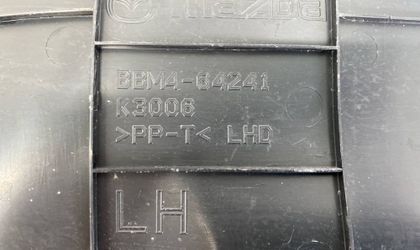 mazda
BBM4-64241
K3006
>PP-T< LHD
LH